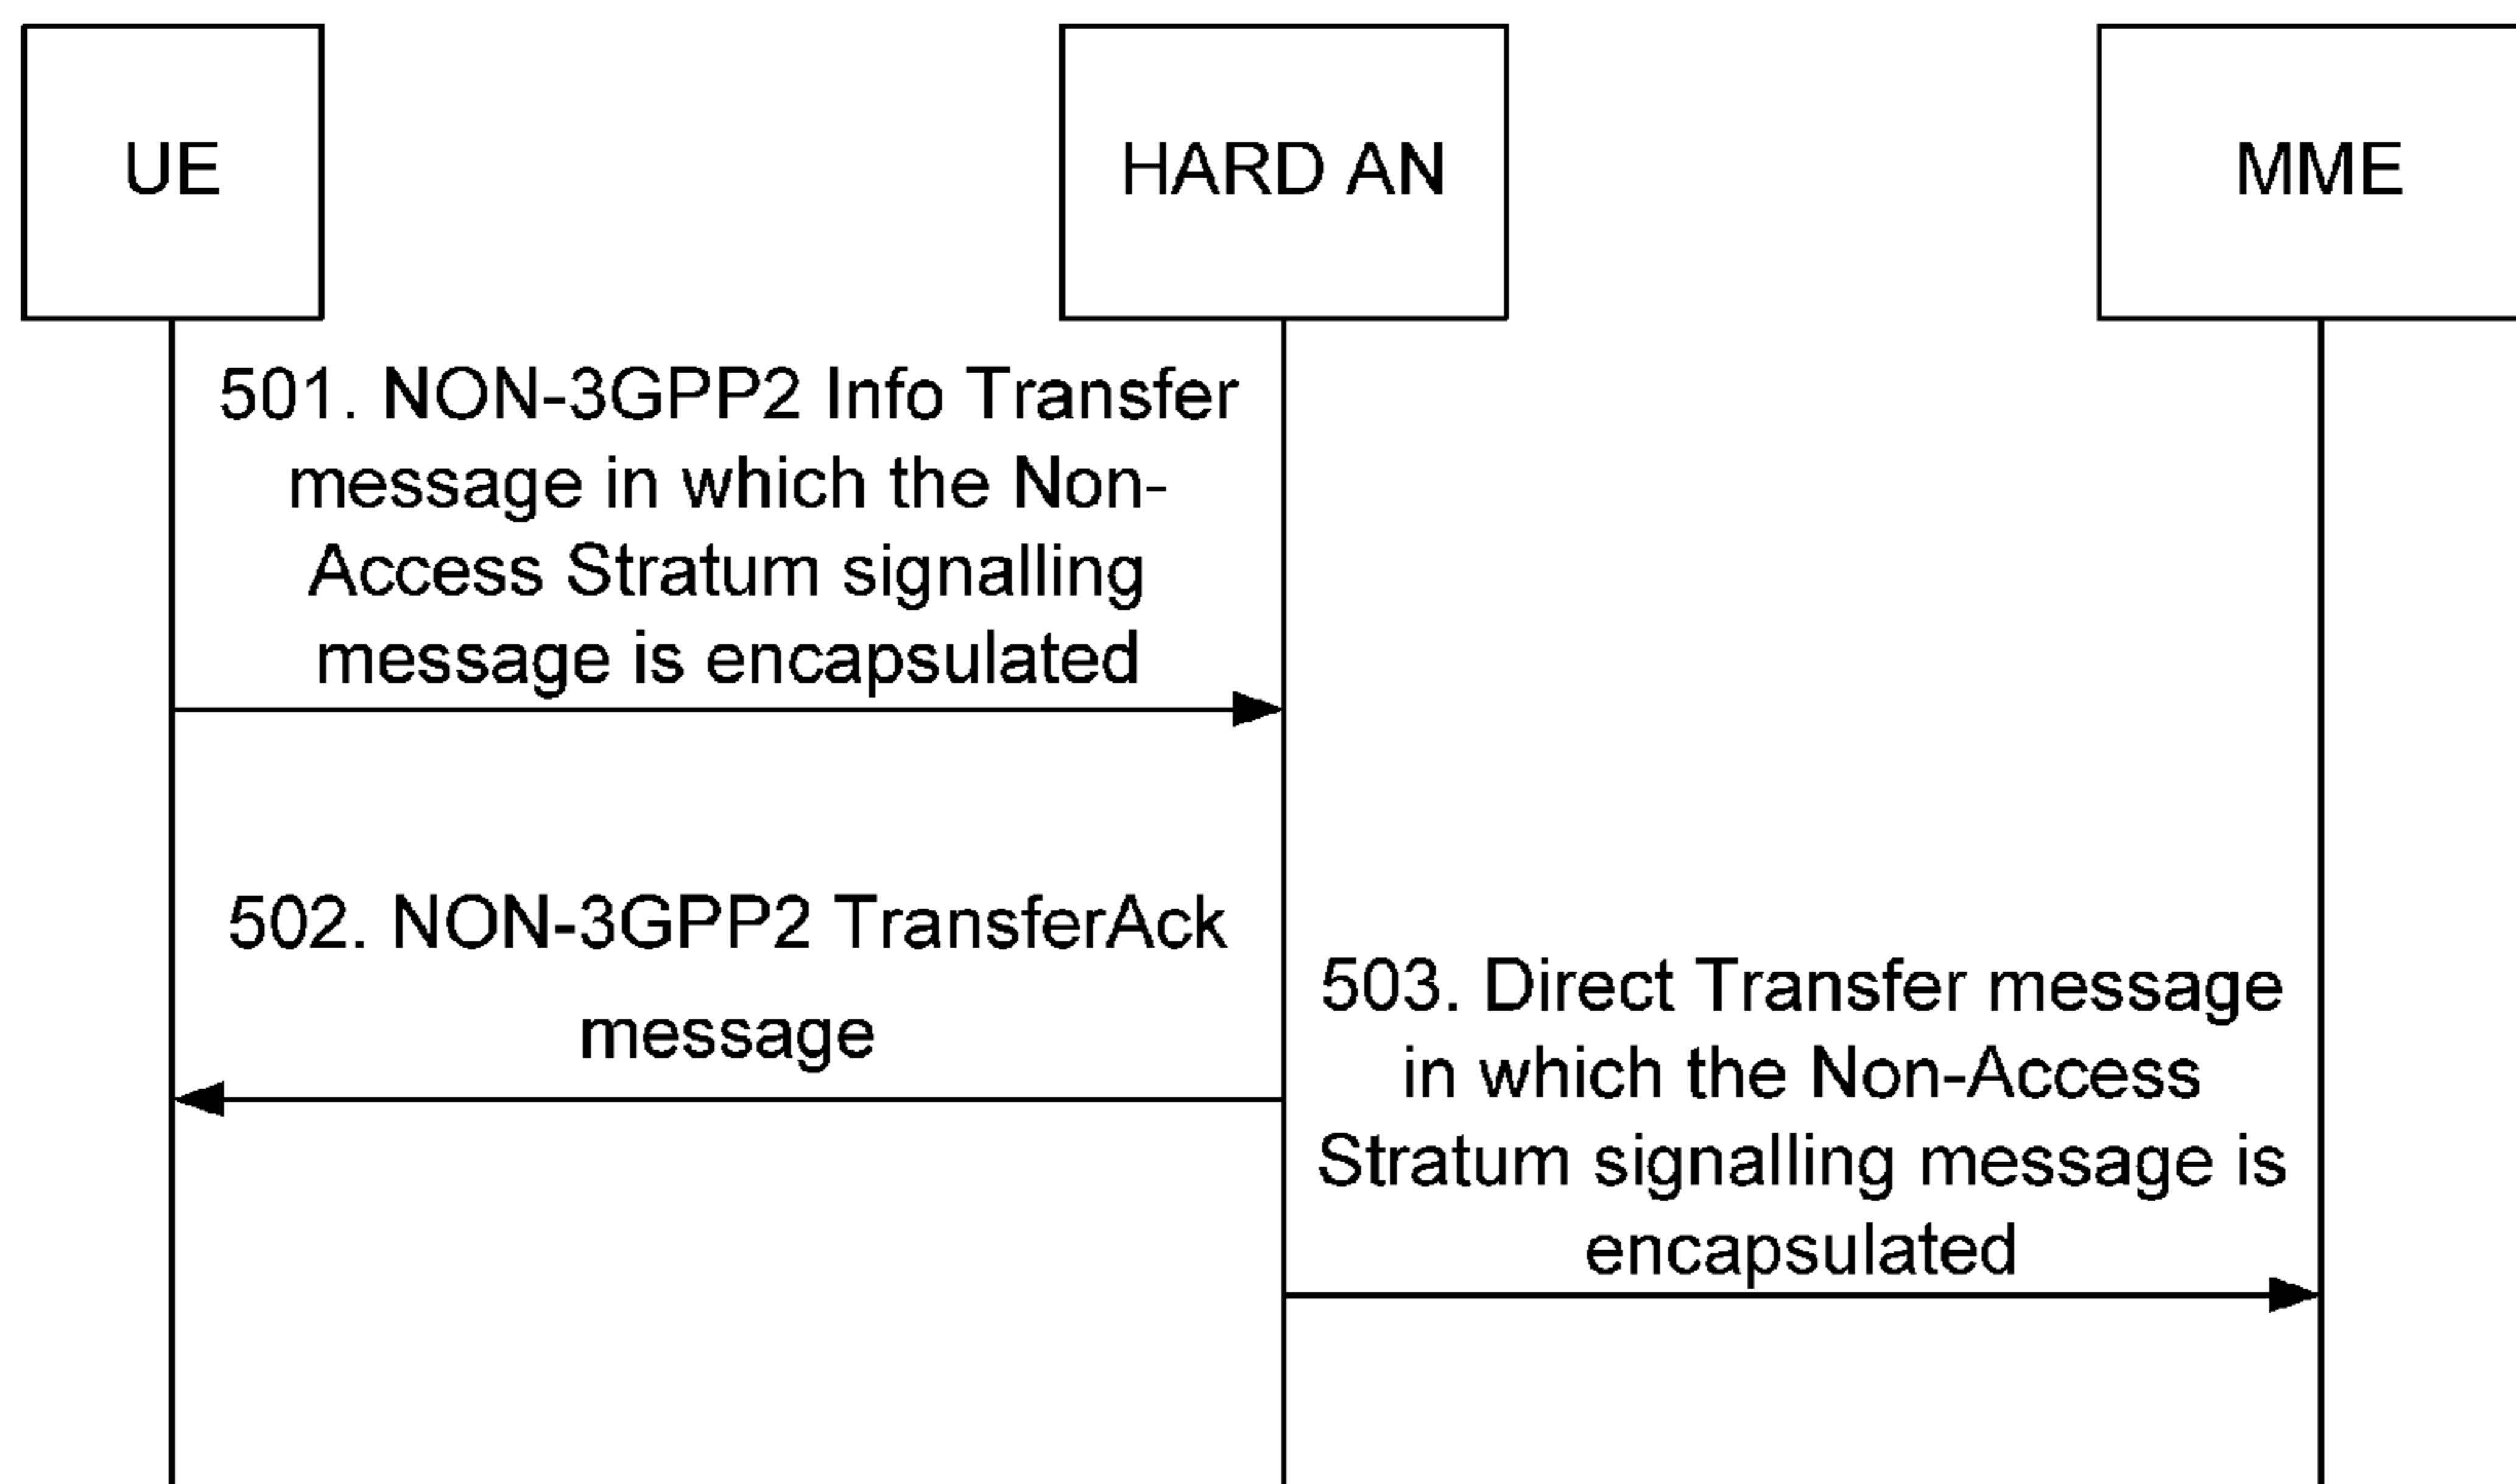 UE
HARD AN
MME
501. NON-3GPP2 Info Transfer
message in which the Non-
Access Stratum signalling
message is encapsulated
502. NON-3GPP2 TransferAck
message
503. Direct Transfer message
in which the Non-Access
Stratum signalling message is
encapsulated